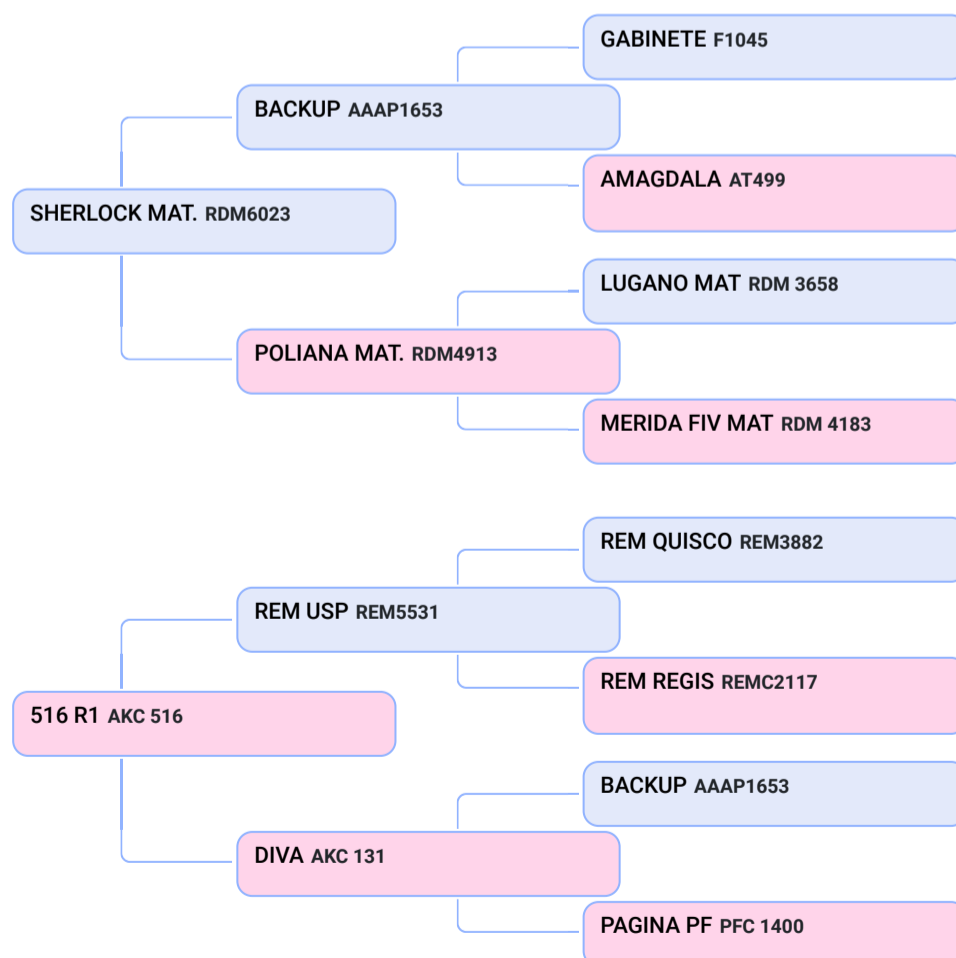 GABINETE F1045
BACKUP AAAP1653
AMAGDALA AT499
SHERLOCK MAT. RDM6023
LUGANO MAT RDM 3658
POLIANA MAT. RDM4913
MERIDA FIV MAT RDM 4183
REM QUISCO REM3882
REM USP REM5531
REM REGIS REMC2117
516 R1 AKC 516
BACKUP AAAP1653
DIVA AKC 131
PAGINA PF PFC 1400